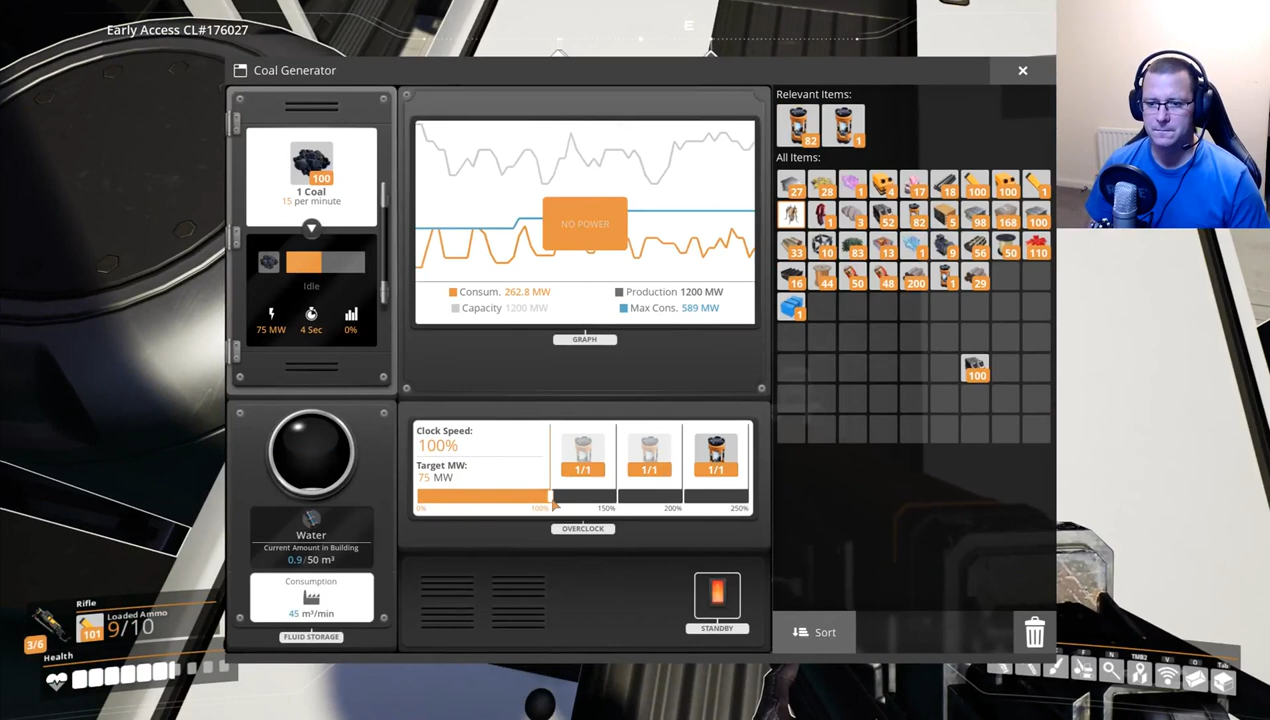 Early Access CL#176027
E
Coal Generator
100
1 Coal
15 per minute
Idle
75 MW
4 Sec
0%
NO POWER
Consum. 262.8 MW
Production 1200 MW
Capacity 1200 MW
Max Cons. 589 MW
GRAPH
Clock Speed:
100%
Target MW:
75 MW
1/1
1/1
1/1
0%
100%
150%
200%
250%
OVERCLOCK
Water
Current Amount in Building
0.9/50 m³
Consumption
45 m³/min
FLUID STORAGE
STANDBY
Relevant Items:
82
1
All Items:
27 28 1 4 17 18 100 100 1
1 3 52 82 5 98 168 100
33 10 83 13 1 9 56 50 110
16 44 50 48 200 1 29
1
100
Sort
Rifle
Loaded Ammo
101
9/10
3/6
Health
F
N
TMB2
V
O
Tab